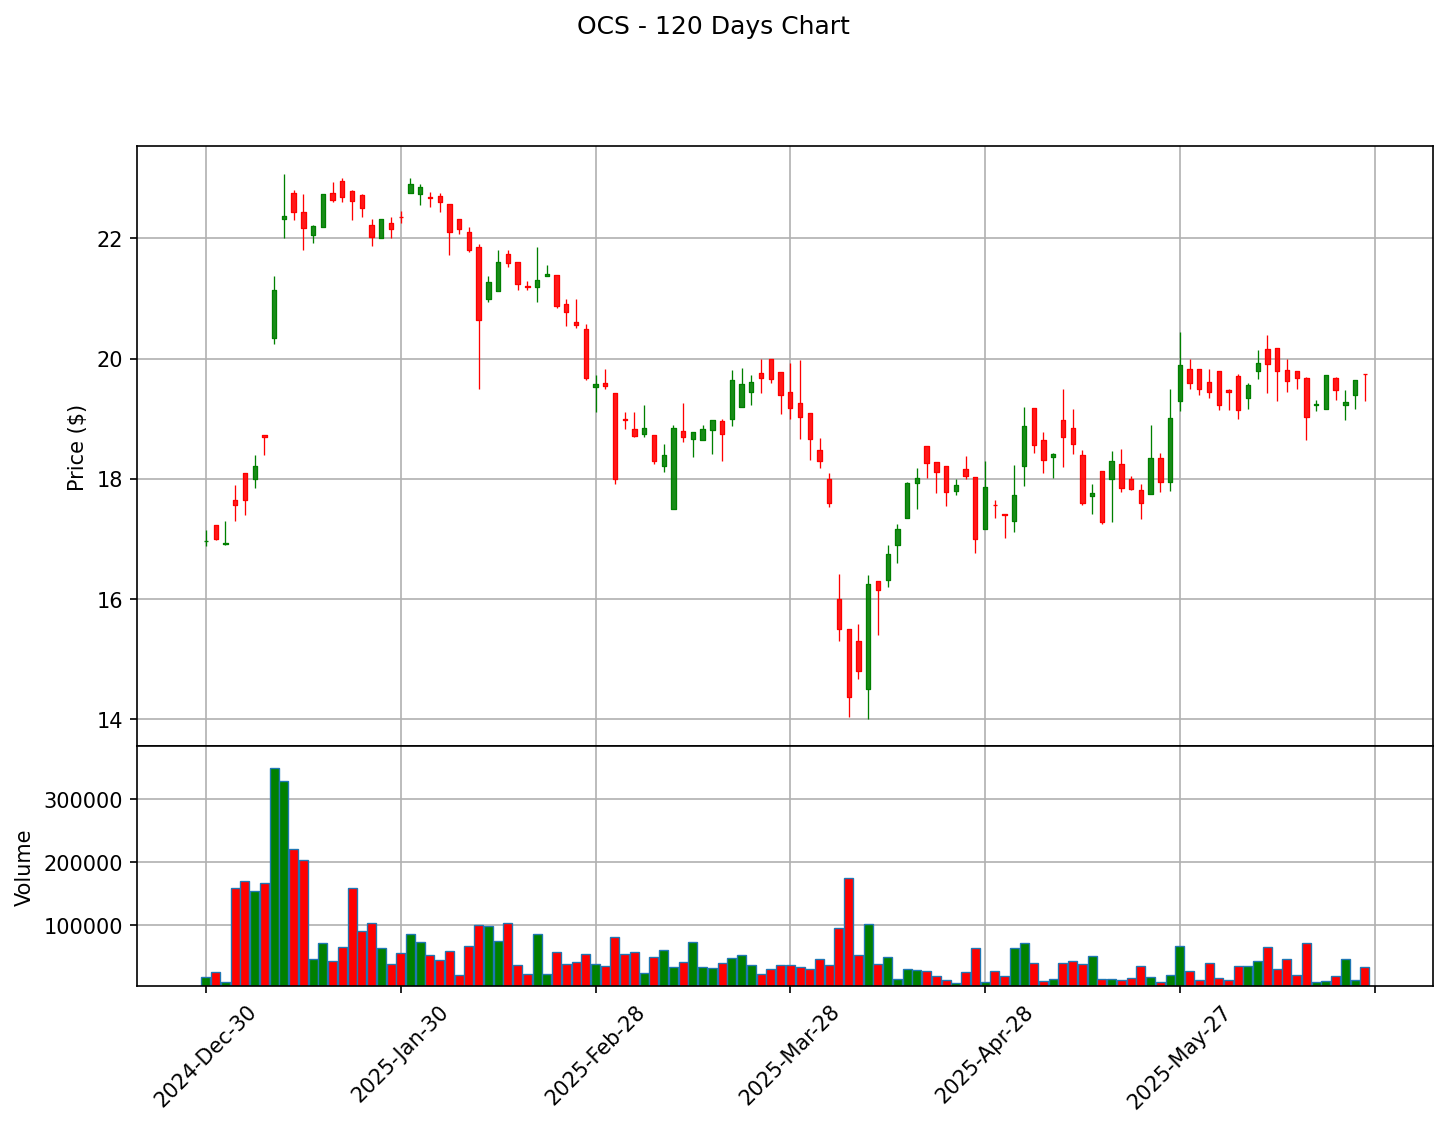 OCS - 120 Days Chart
Price ($)
22
20
18
16
14
Volume
300000
200000
100000
2024-Dec-30
2025-Jan-30
2025-Feb-28
2025-Mar-28
2025-Apr-28
2025-May-27